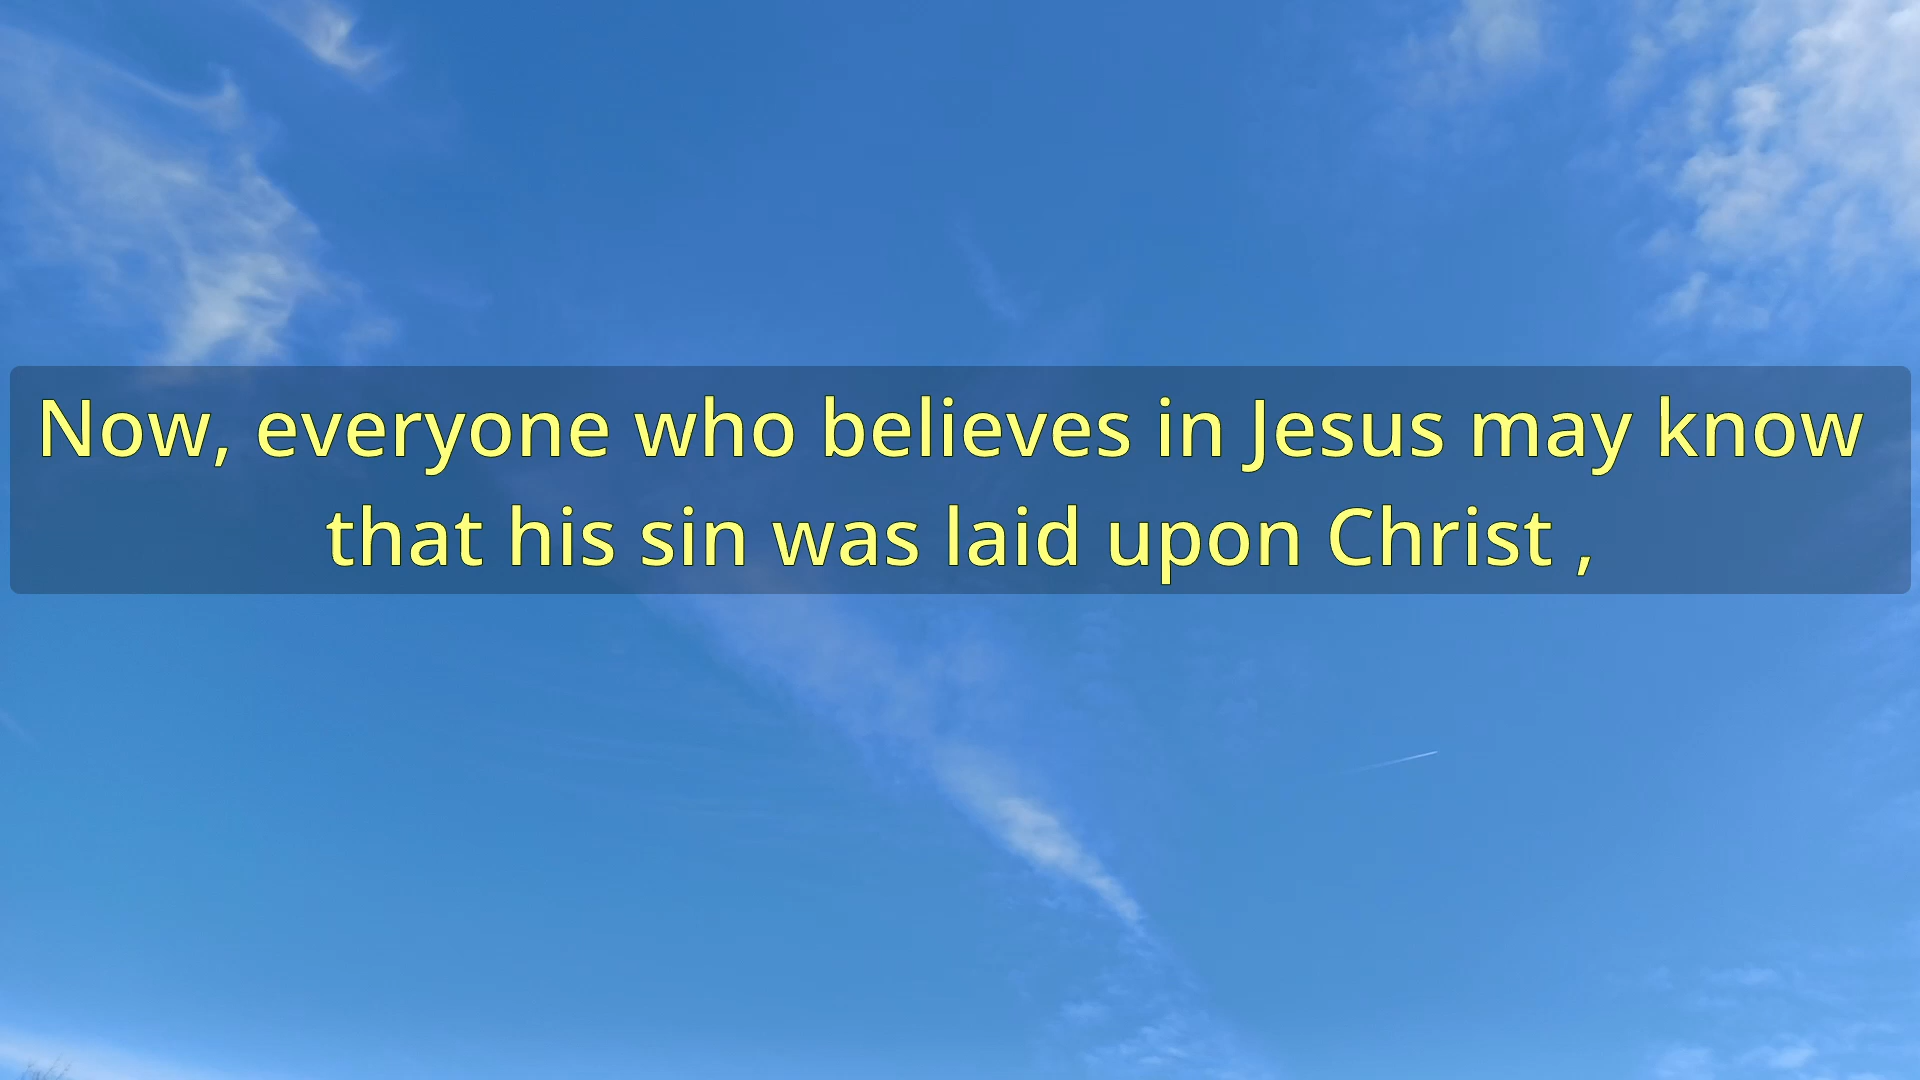 Now, everyone who believes in Jesus may know
that his sin was laid upon Christ ,